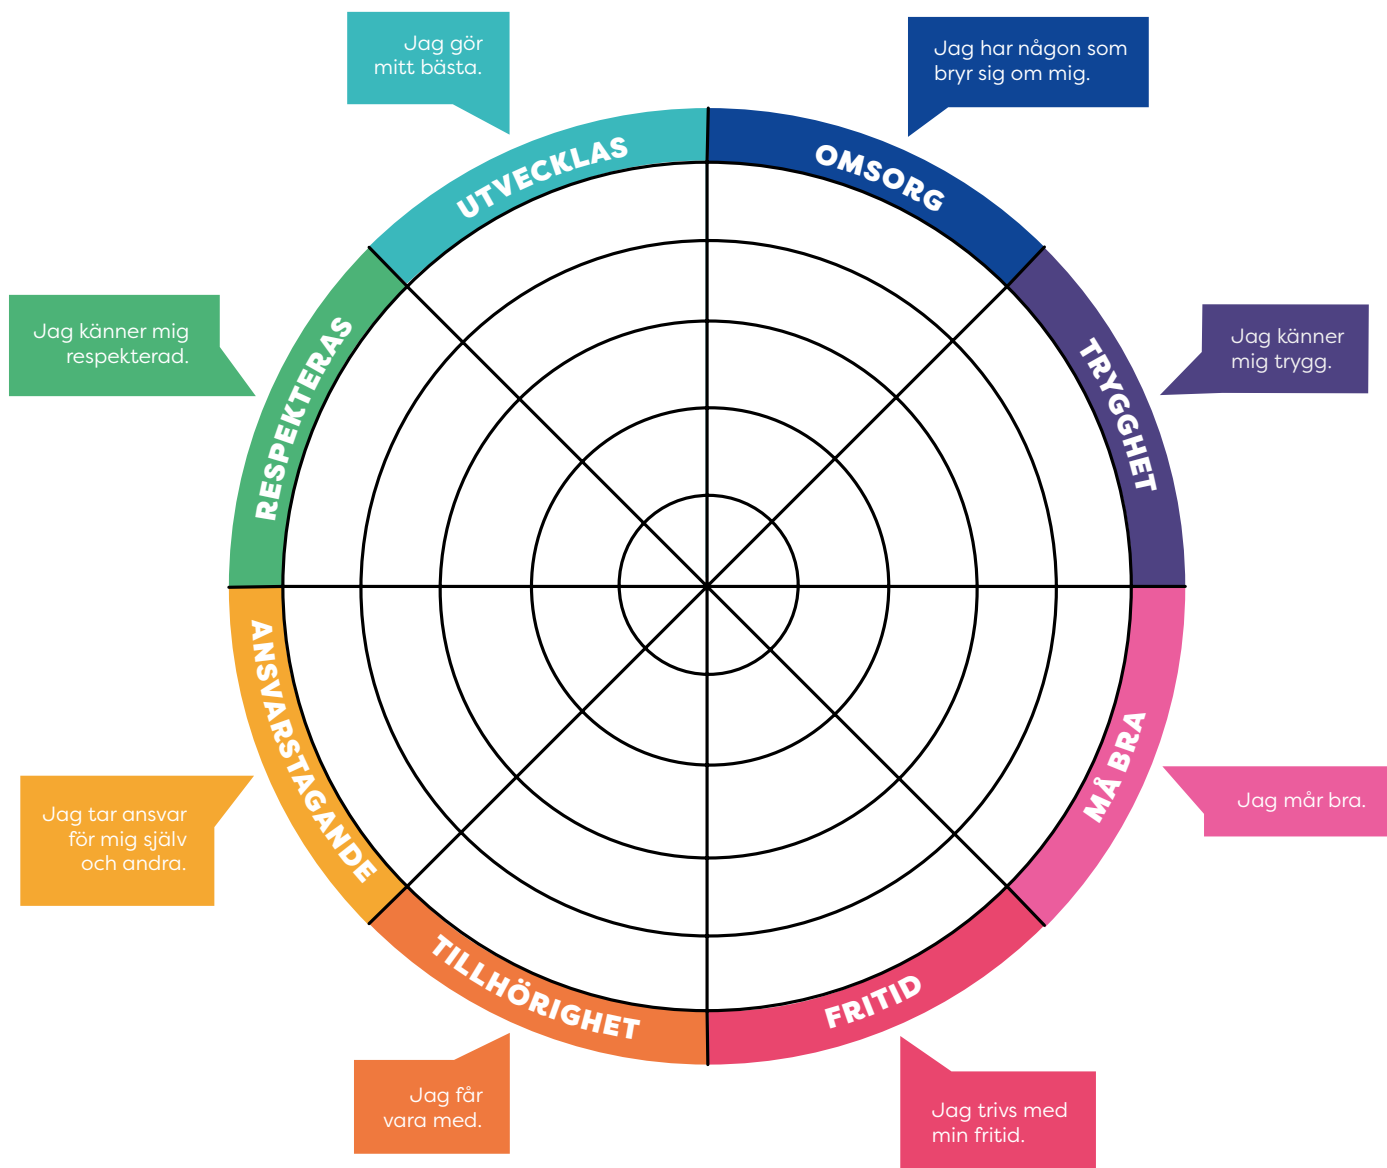 Jag gör
mitt bästa.
Jag har någon som
bryr sig om mig.
UTVECKLAS
OMSORG
Jag känner mig
respekterad.
RESPEKTERAS
TRYGGHET
Jag känner
mig trygg.
ANSVARSTAGANDE
MÅ BRA
Jag tar ansvar
för mig själv
och andra.
Jag mår bra.
TILLHÖRIGHET
FRITID
Jag får
vara med.
Jag trivs med
min fritid.